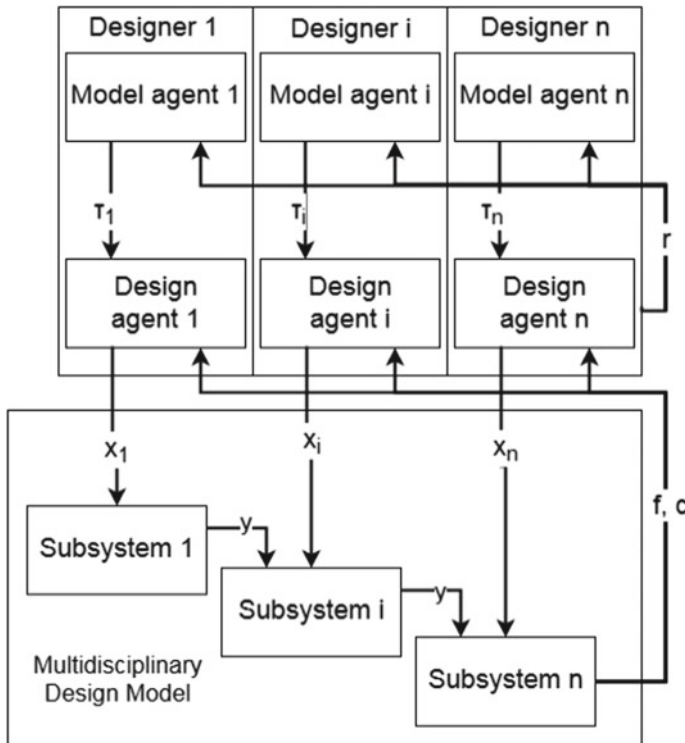 Designer 1
Designer i
Designer n
Model agent 1
Model agent i
Model agent n
τ₁
τᵢ
τₙ
r
Design
agent 1
Design
agent i
Design
agent n
x₁
xᵢ
xₙ
f,
Subsystem 1
y
Subsystem i
y
Subsystem n
Multidisciplinary
Design Model